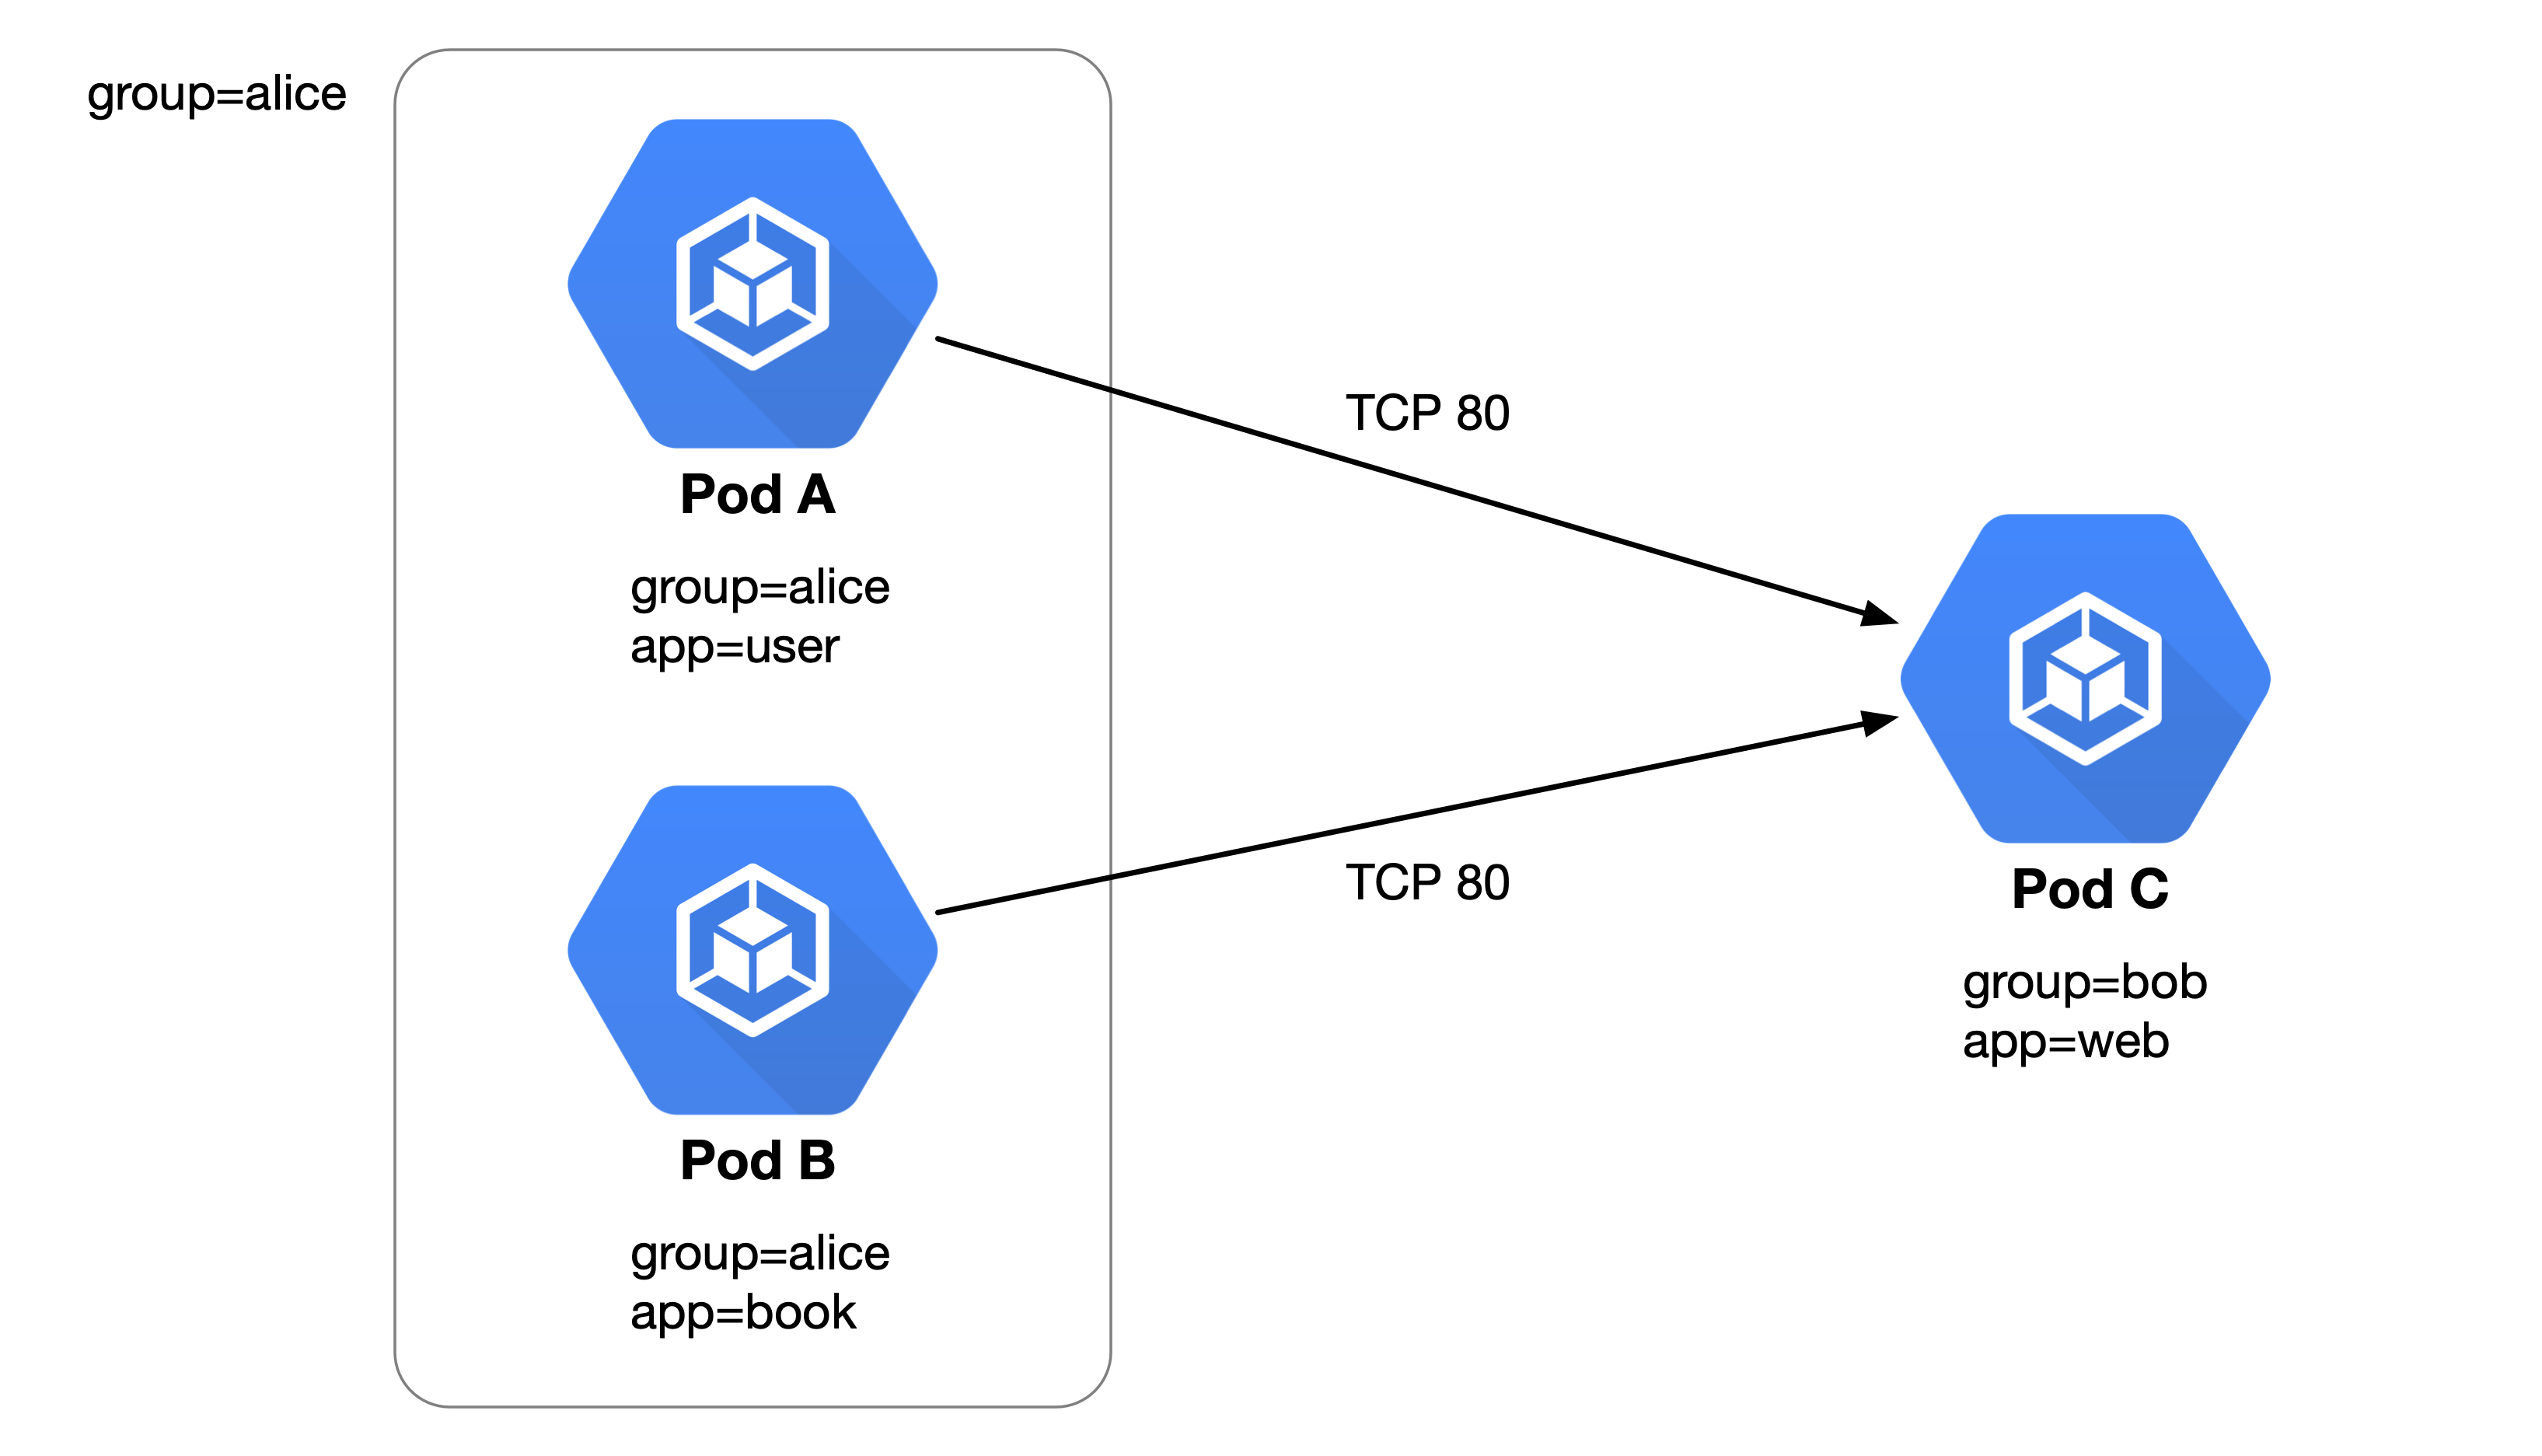 group=alice
Pod A
group=alice
app=user
TCP 80
Pod B
group=alice
app=book
TCP 80
Pod C
group=bob
app=web